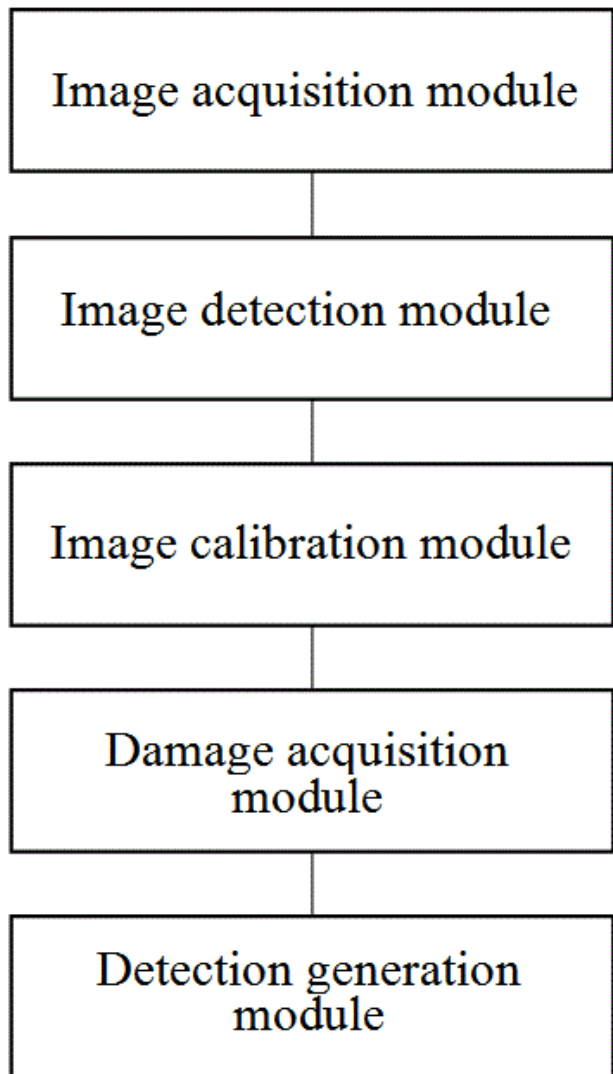 Image acquisition module
Image detection module
Image calibration module
Damage acquisition
module
Detection generation
module